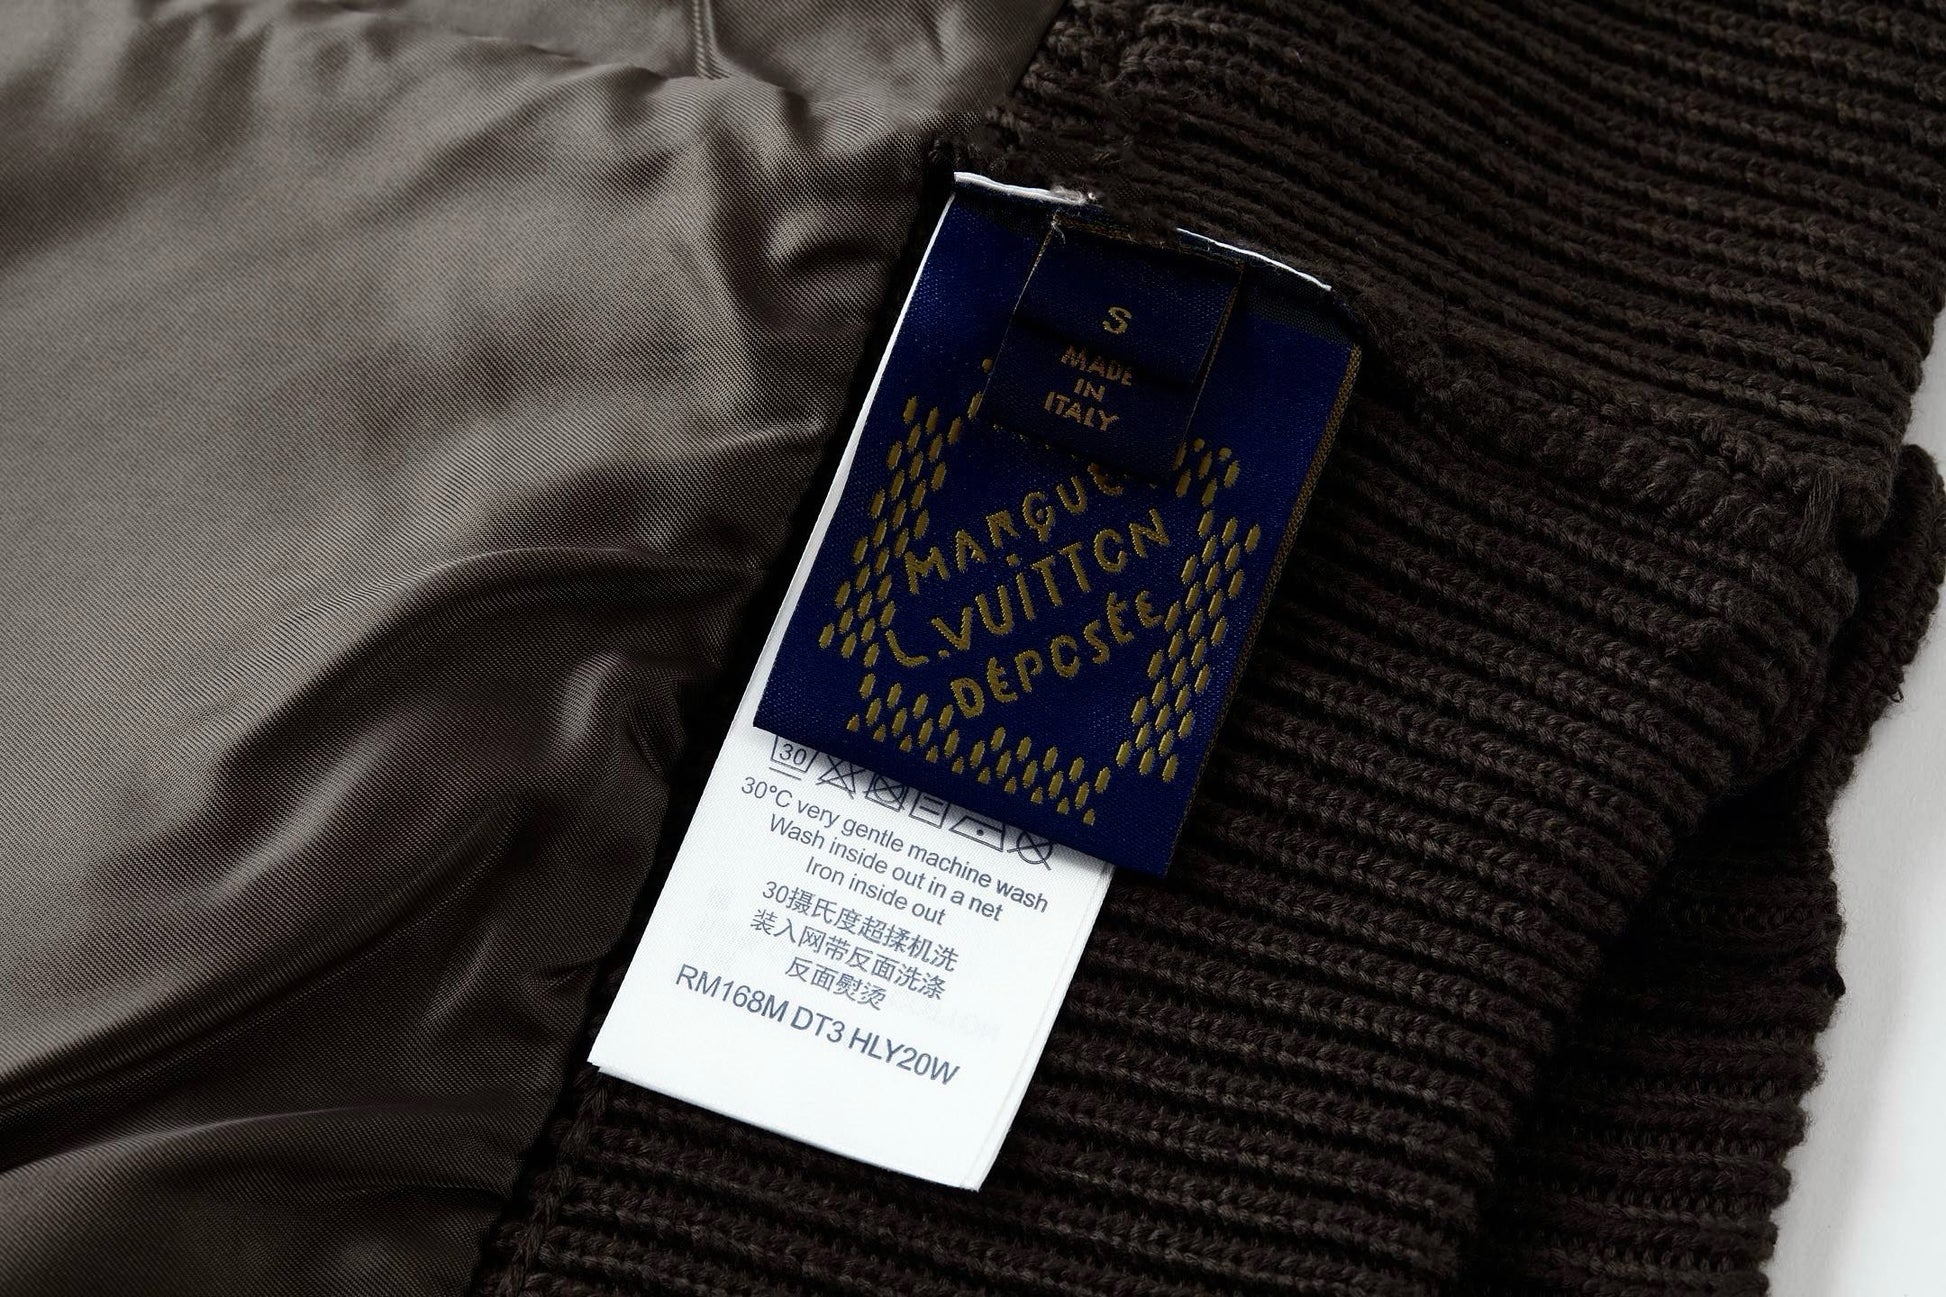 S
MADE
IN
ITALY
MARQUE
L.VUITTON
DÉPOSÉE
30
30°C very gentle machine wash
Wash inside out in a net
Iron inside out
30摄氏度超揉机洗
装入网带反面洗涤
反面熨烫
RM168M DT3 HLY20W